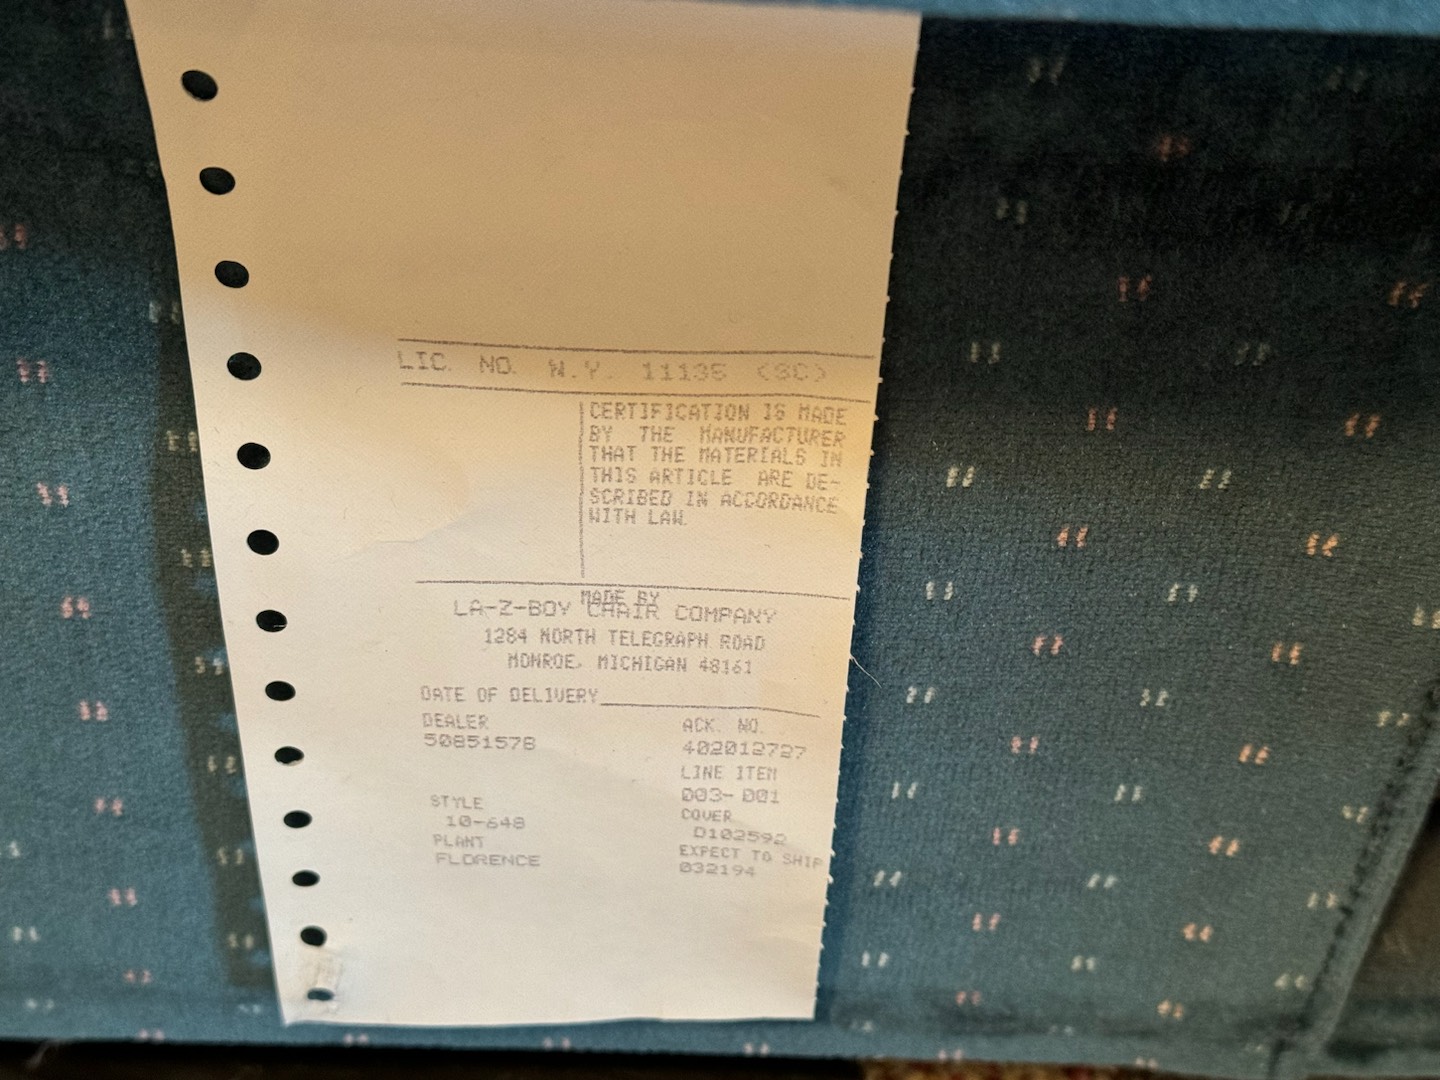 LIC. NO. N.Y. 11135 (SC)
CERTIFICATION IS MADE
BY THE MANUFACTURER
THAT THE MATERIALS IN
THIS ARTICLE ARE DE-
SCRIBED IN ACCORDANCE
WITH LAW.
MADE BY
LA-Z-BOY CHAIR COMPANY
1284 NORTH TELEGRAPH ROAD
MONROE, MICHIGAN 48161
DATE OF DELIVERY
DEALER
50851578
ACK. NO.
402012727
LINE ITEM
003-001
STYLE
10-648
COVER
D102592
PLANT
FLORENCE
EXPECT TO SHIP
032194